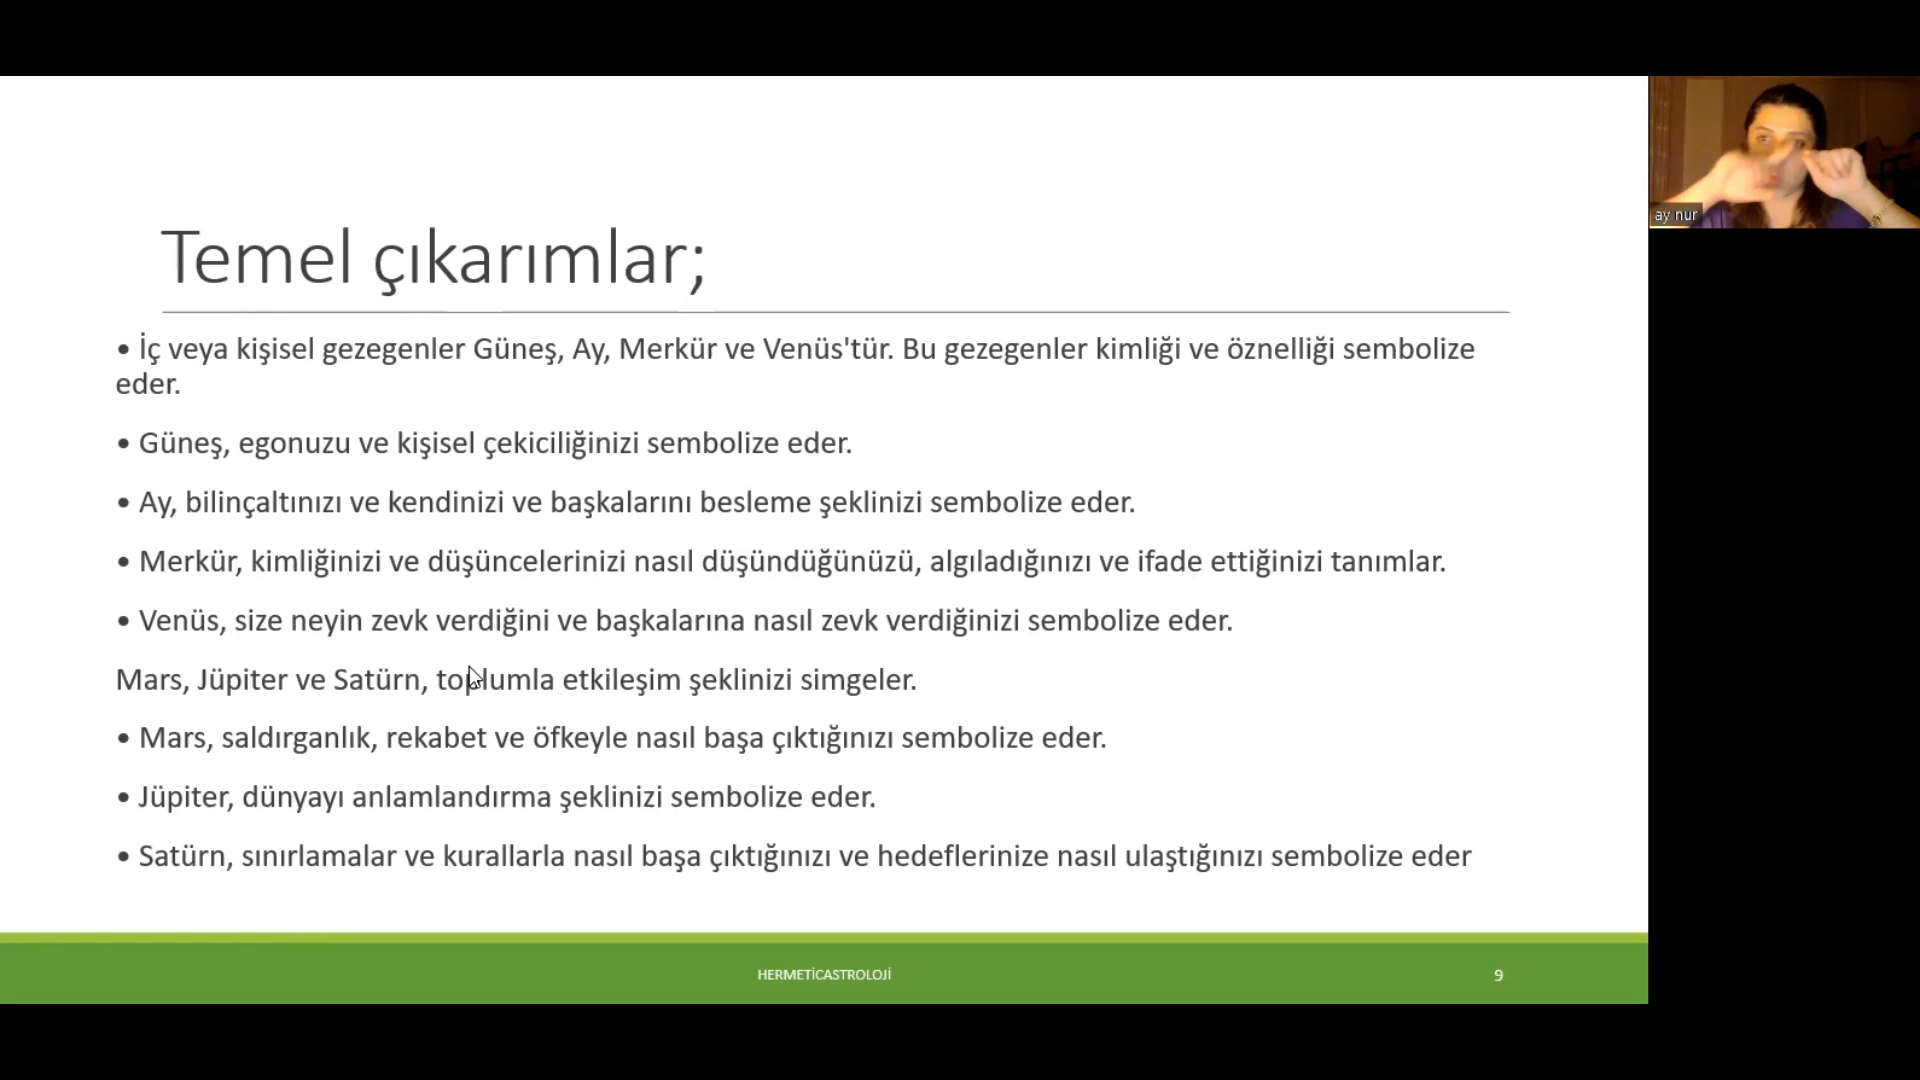 Temel çıkarımlar;
• İç veya kişisel gezegenler Güneş, Ay, Merkür ve Venüs'tür. Bu gezegenler kimliği ve öznelliği sembolize
eder.
• Güneş, egonuzu ve kişisel çekiciliğinizi sembolize eder.
• Ay, bilinçaltınızı ve kendinizi ve başkalarını besleme şeklinizi sembolize eder.
• Merkür, kimliğinizi ve düşüncelerinizi nasıl düşündüğünüzü, algıladığınızı ve ifade ettiğinizi tanımlar.
• Venüs, size neyin zevk verdiğini ve başkalarına nasıl zevk verdiğinizi sembolize eder.
Mars, Jüpiter ve Satürn, toplumla etkileşim şeklinizi simgeler.
• Mars, saldırganlık, rekabet ve öfkeyle nasıl başa çıktığınızı sembolize eder.
• Jüpiter, dünyayı anlamlandırma şeklinizi sembolize eder.
• Satürn, sınırlamalar ve kurallarla nasıl başa çıktığınızı ve hedeflerinize nasıl ulaştığınızı sembolize eder
HERMETİCASTROLOJİ
9
ay nur